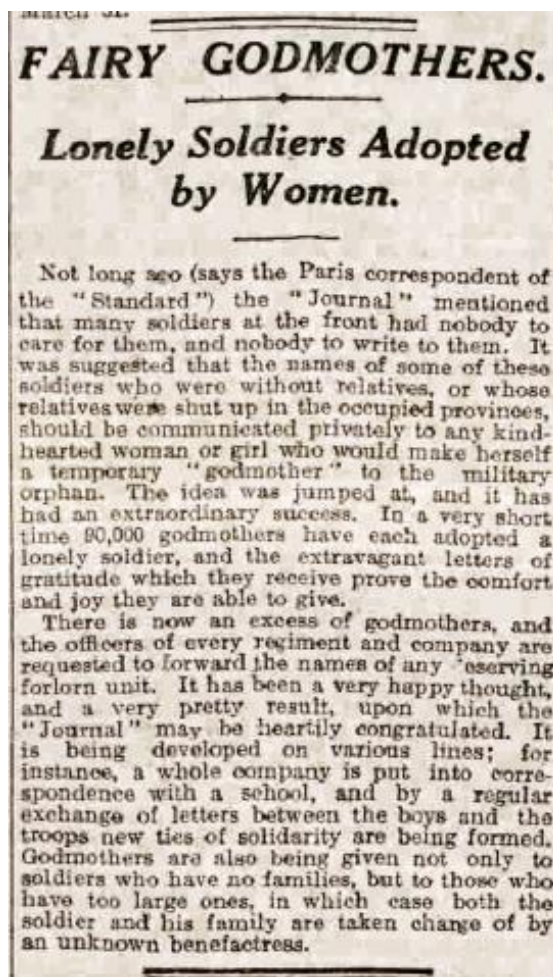 March 31.
FAIRY GODMOTHERS.
Lonely Soldiers Adopted
by Women.
Not long ago (says the Paris correspondent of
the "Standard") the "Journal" mentioned
that many soldiers at the front had nobody to
care for them, and nobody to write to them. It
was suggested that the names of some of these
soldiers who were without relatives, or whose
relatives were shut up in the occupied provinces,
should be communicated privately to any kind-
hearted woman or girl who would make herself
a temporary "godmother" to the military
orphan. The idea was jumped at, and it has
had an extraordinary success. In a very short
time 90,000 godmothers have each adopted a
lonely soldier, and the extravagant letters of
gratitude which they receive prove the comfort
and joy they are able to give.
There is now an excess of godmothers, and
the officers of every regiment and company are
requested to forward the names of any eserving
forlorn unit. It has been a very happy thought,
and a very pretty result, upon which the
"Journal" may be heartily congratulated. It
is being developed on various lines; for
instance, a whole company is put into corre-
spondence with a school, and by a regular
exchange of letters between the boys and the
troops new ties of solidarity are being formed.
Godmothers are also being given not only to
soldiers who have no families, but to those who
have too large ones, in which case both the
soldier and his family are taken charge of by
an unknown benefactress.